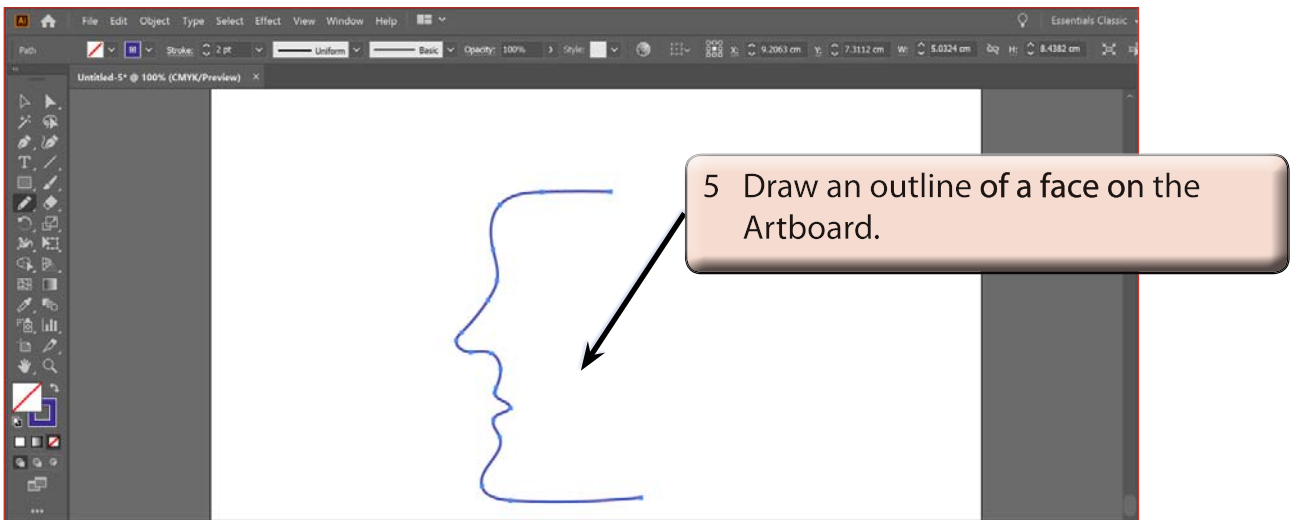 Ai File Edit Object Type Select Effect View Window Help Essentials Classic
Path Stroke: 2 pt Uniform Basic Opacity: 100% Style: X: 9.2063 cm Y: 7.3112 cm W: 5.0324 cm H: 8.4382 cm
Untitled-5* @ 100% (CMYK/Preview) ×
5 Draw an outline of a face on the
Artboard.